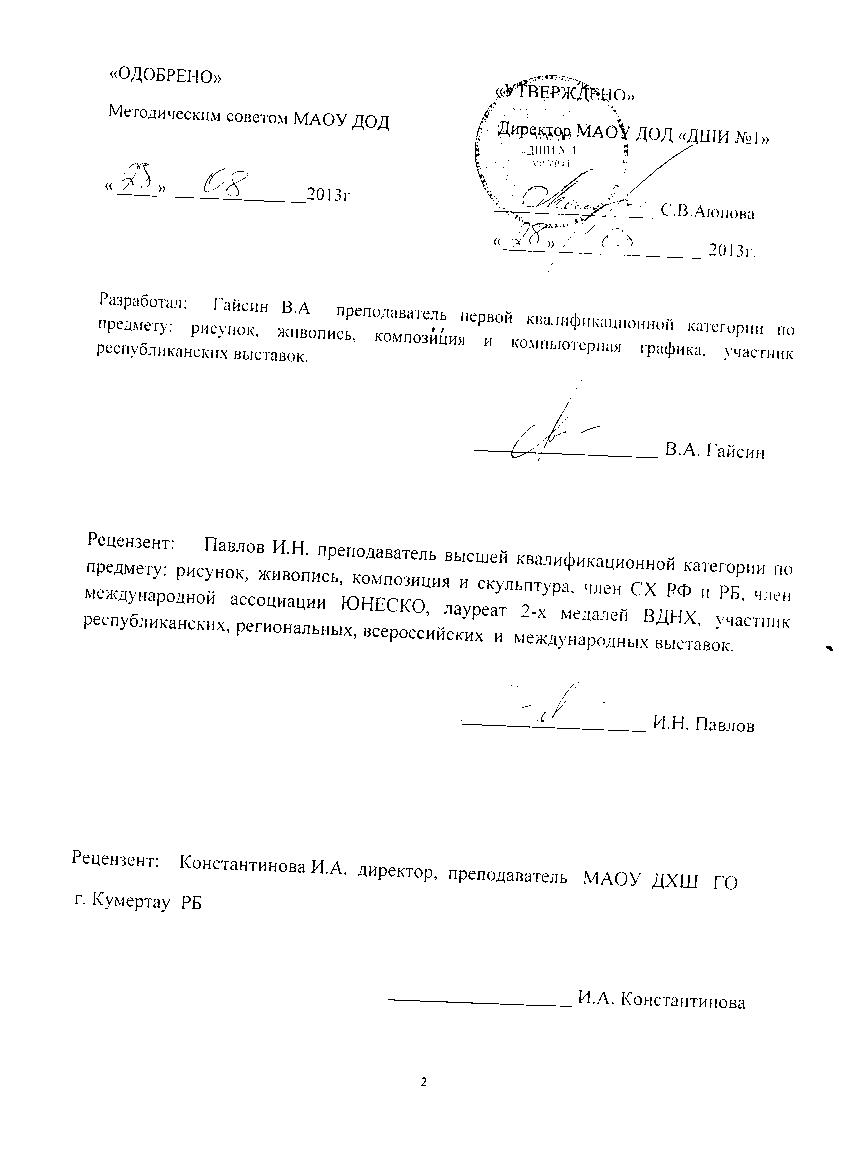 «ОДОБРЕНО»
Методическим советом МАОУ ДОД
« » 08 2013г
«УТВЕРЖДЕНО»
Директор МАОУ ДОД «ДШИ №1»
ДШИ №1
С.В.Аюпова
«28» 2013г.
Разработал: Гайсин В.А преподаватель первой квалификационной категории по
предмету: рисунок, живопись, композиция и компьютерная графика, участник
республиканских выставок.
В.А. Гайсин
Рецензент: Павлов И.Н. преподаватель высшей квалификационной категории по
предмету: рисунок, живопись, композиция и скульптура, член СХ РФ и РБ, член
международной ассоциации ЮНЕСКО, лауреат 2-х медалей ВДНХ, участник
республиканских, региональных, всероссийских и международных выставок.
И.Н. Павлов
Рецензент: Константинова И.А. директор, преподаватель МАОУ ДХШ ГО
г. Кумертау РБ
И.А. Константинова
2